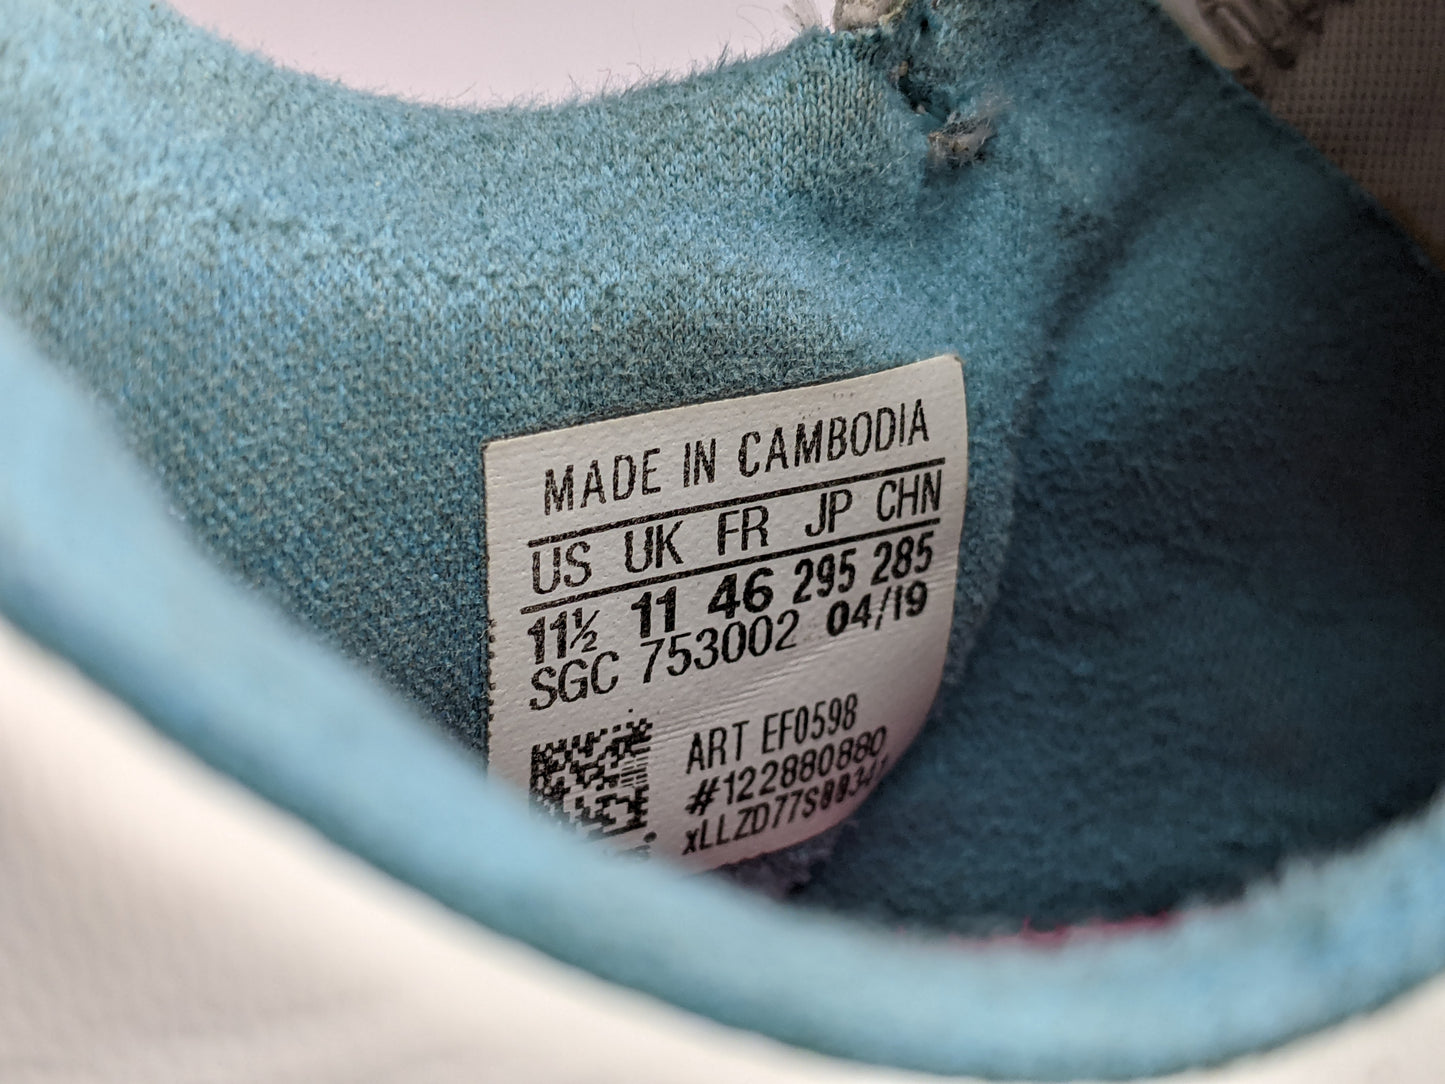 MADE IN CAMBODIA
US UK FR JP CHN
11½ 11 46 295 285
SGC 753002 04/19
ART EF0598
#122880880